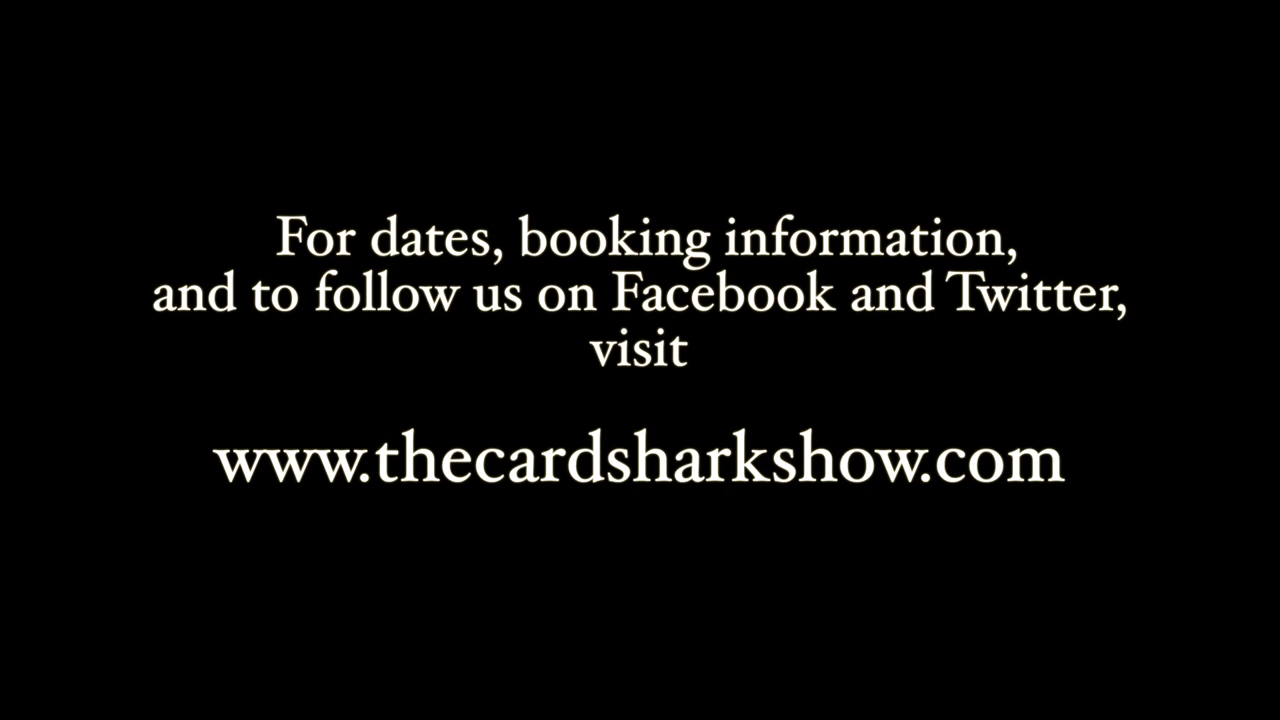 For dates, booking information,
and to follow us on Facebook and Twitter,
visit
www.thecardsharkshow.com